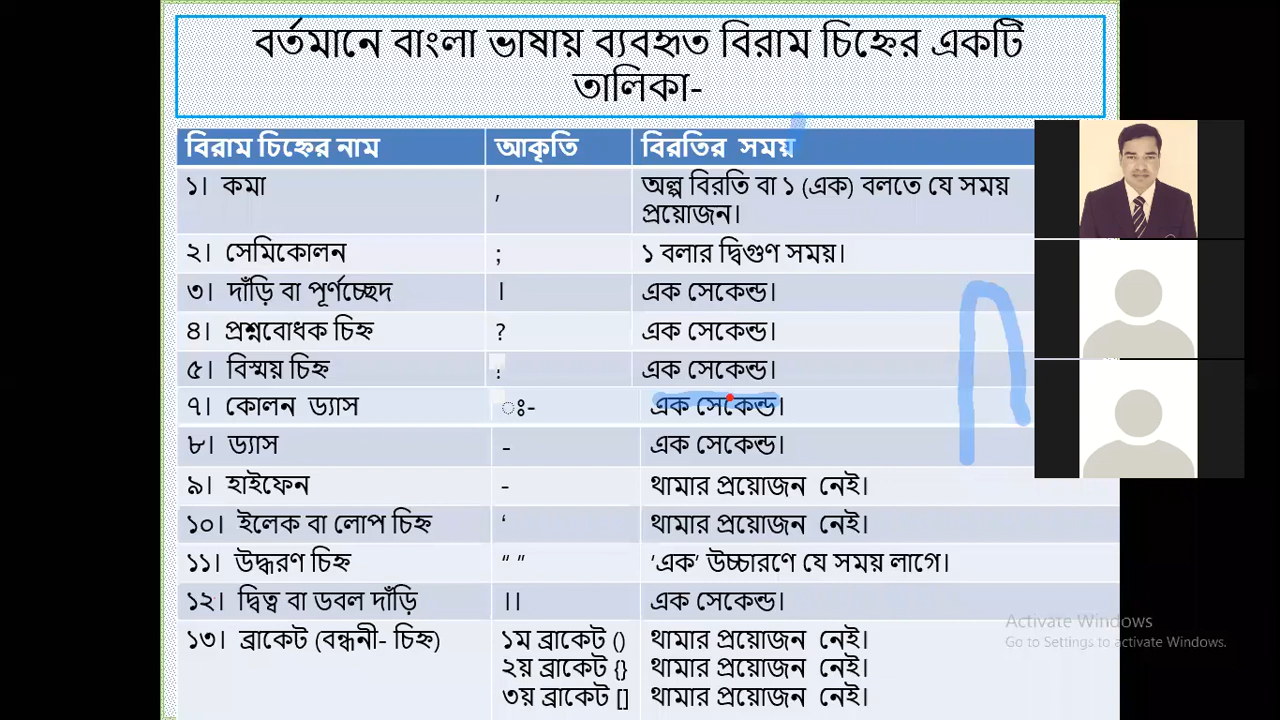 বর্তমানে বাংলা ভাষায় ব্যবহৃত বিরাম চিহ্নের একটি
তালিকা-
বিরাম চিহ্নের নাম আকৃতি বিরতির সময়
১। কমা , অল্প বিরতি বা ১ (এক) বলতে যে সময়
প্রয়োজন।
২। সেমিকোলন ; ১ বলার দ্বিগুণ সময়।
৩। দাঁড়ি বা পূর্ণচ্ছেদ । এক সেকেন্ড।
৪। প্রশ্নবোধক চিহ্ন ? এক সেকেন্ড।
৫। বিস্ময় চিহ্ন ! এক সেকেন্ড।
৭। কোলন ড্যাস ঃ- এক সেকেন্ড।
৮। ড্যাস - এক সেকেন্ড।
৯। হাইফেন - থামার প্রয়োজন নেই।
১০। ইলেক বা লোপ চিহ্ন ‘ থামার প্রয়োজন নেই।
১১। উদ্ধরণ চিহ্ন “ ” ‘এক’ উচ্চারণে যে সময় লাগে।
১২। দ্বিত্ব বা ডবল দাঁড়ি ।। এক সেকেন্ড।
১৩। ব্রাকেট (বন্ধনী- চিহ্ন) ১ম ব্রাকেট () থামার প্রয়োজন নেই।
২য় ব্রাকেট {} থামার প্রয়োজন নেই।
৩য় ব্রাকেট [] থামার প্রয়োজন নেই।
Activate Windows
Go to Settings to activate Windows.